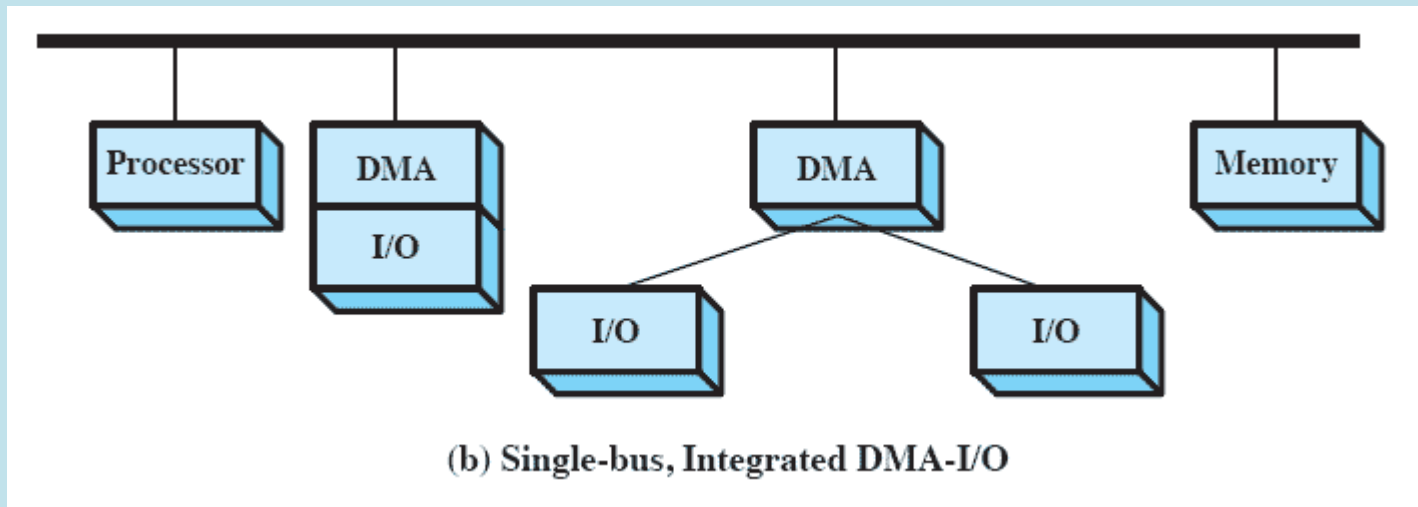 Processor
DMA
I/O
DMA
Memory
I/O
I/O
(b) Single-bus, Integrated DMA-I/O